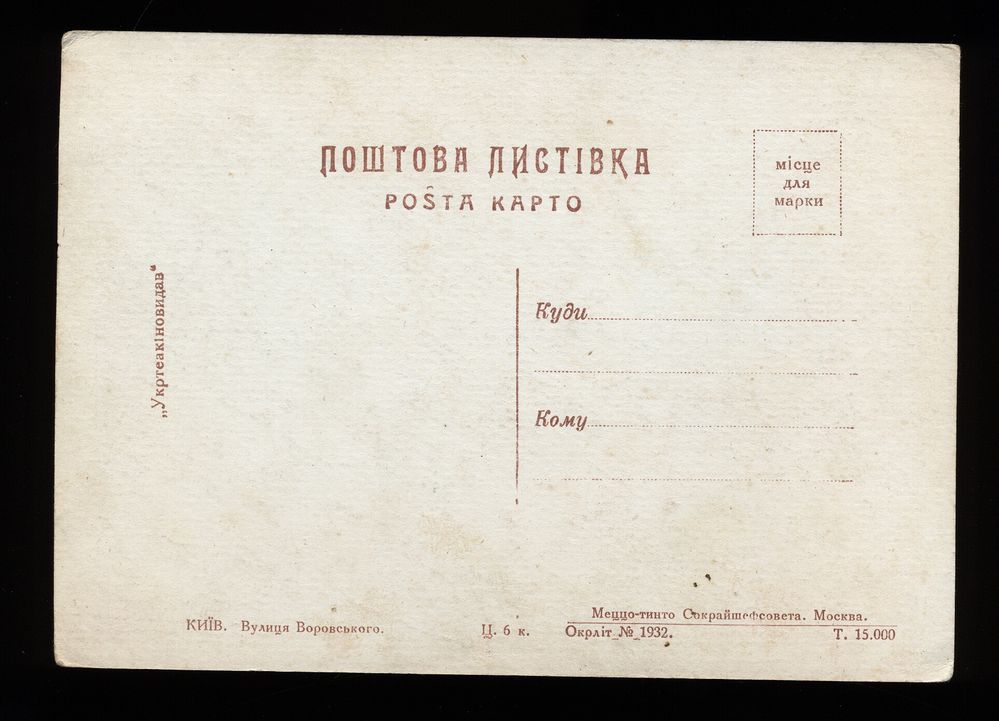 ПОШТОВА ЛИСТІВКА
POŜTA KAPTO
місце
для
марки
„Укртеакіновидав“
Куди
Кому
КИЇВ. Вулиця Воровського.
Ц. 6 к.
Меццо-тинто Сокрайшефсовета. Москва.
Окрліт № 1932.
Т. 15.000